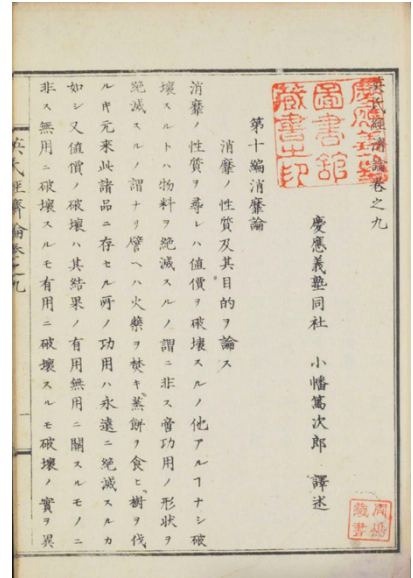 英氏經濟論卷之九
慶應義塾同社　小幡篤次郎　譯述
第十編消靡論
消靡ノ性質及其目的ヲ論ス
消靡ノ性質ヲ尋レハ値價ヲ破壞スルノ他アルヿナシ破
壞スルトハ物料ヲ絶滅スルノ謂ニ非ス啻功用ノ形狀ヲ
絶滅スルノ謂ナリ譬ヘハ火藥ヲ焚キ蒸餅ヲ食ヒ樹ヲ伐
ルキ元来此諸品ニ存セル所ノ功用ハ永遠ニ絶滅スルカ
如シ又値價ノ破壞ハ其結果ノ有用無用ニ關スルモノニ
非ス無用ニ破壞スルモ有用ニ破壞スルモ破壞ノ實ヲ異
英氏經濟論卷之九
一
慶應義塾
圖書館
藏書之印
藏書